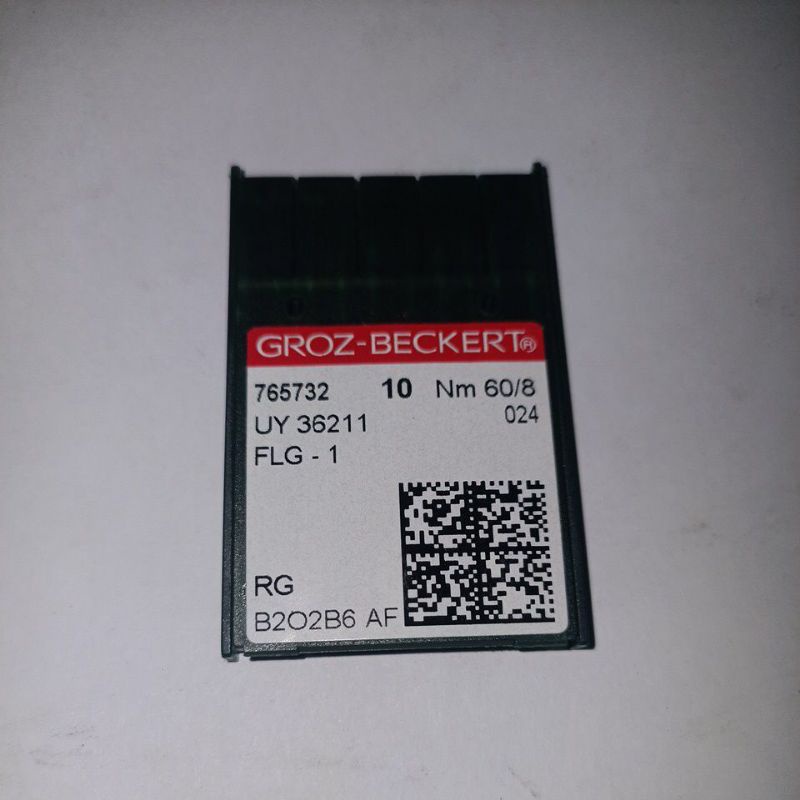 GROZ-BECKERT®
765732 10 Nm 60/8
UY 36211 024
FLG - 1
RG
B2O2B6 AF